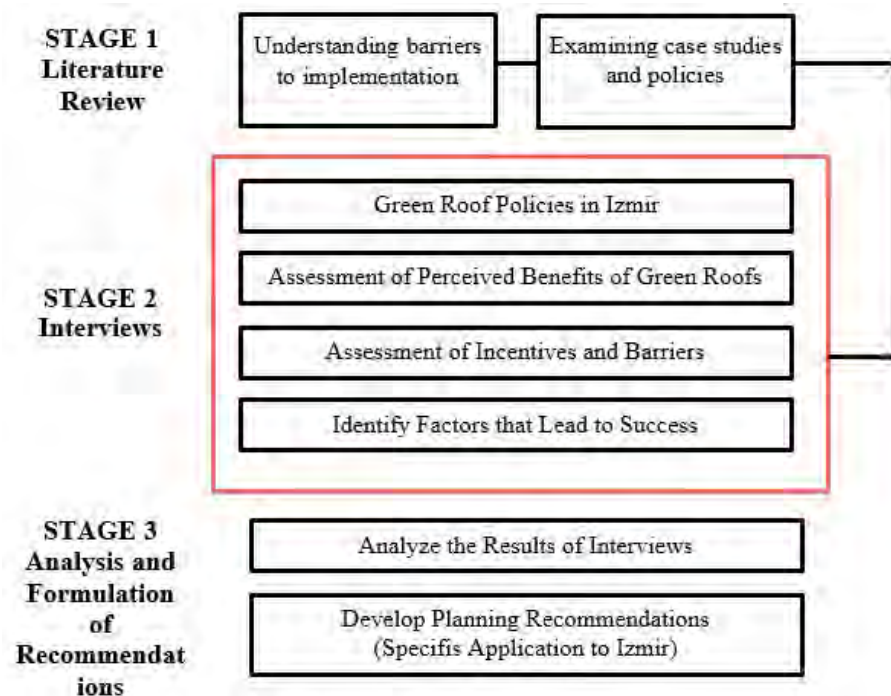 STAGE 1
Literature
Review
Understanding barriers
to implementation
Examining case studies
and policies
STAGE 2
Interviews
Green Roof Policies in Izmir
Assessment of Perceived Benefits of Green Roofs
Assessment of Incentives and Barriers
Identify Factors that Lead to Success
STAGE 3
Analysis and
Formulation
of
Recommendat
ions
Analyze the Results of Interviews
Develop Planning Recommendations
(Specifis Application to Izmir)